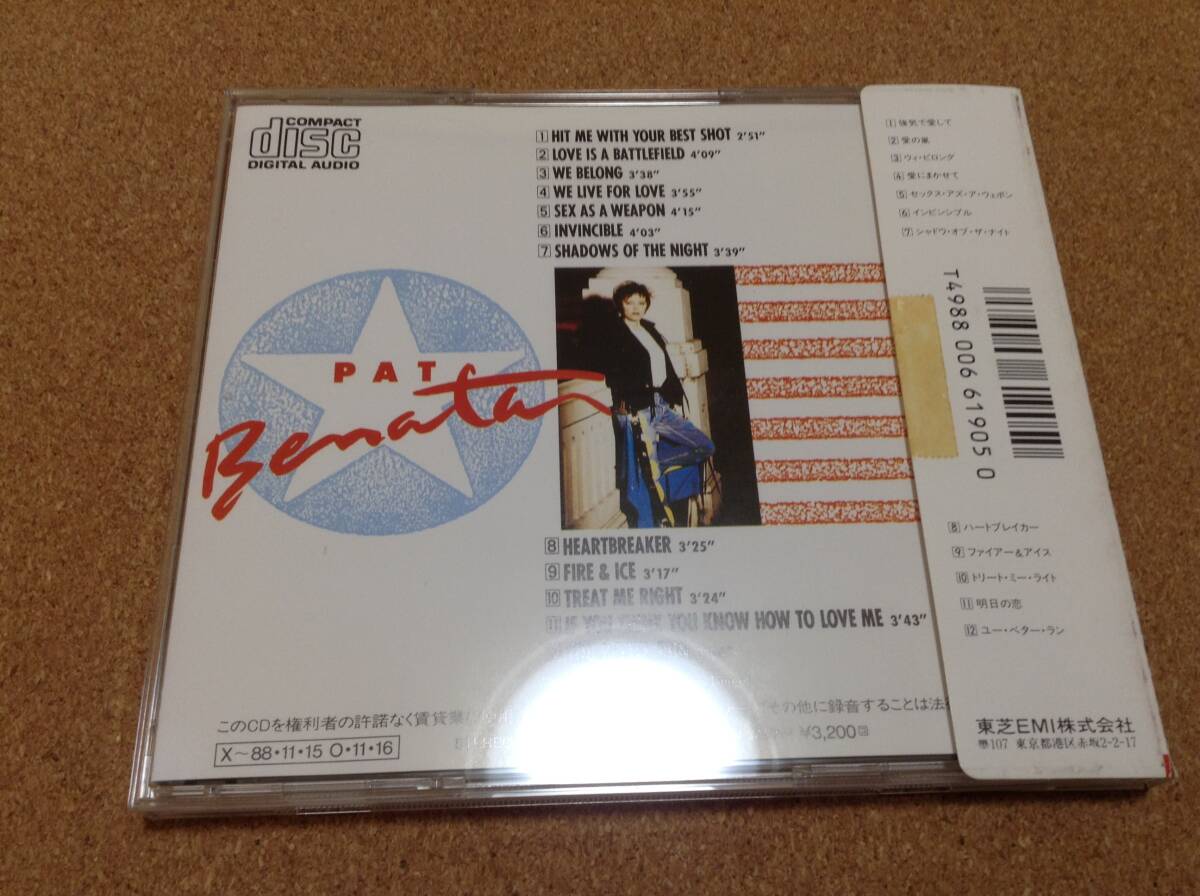 COMPACT
disc
DIGITAL AUDIO
1 HIT ME WITH YOUR BEST SHOT 2'51"
2 LOVE IS A BATTLEFIELD 4'09"
3 WE BELONG 3'38"
4 WE LIVE FOR LOVE 3'55"
5 SEX AS A WEAPON 4'15"
6 INVINCIBLE 4'03"
7 SHADOWS OF THE NIGHT 3'39"
PAT
Benatar
8 HEARTBREAKER 3'25"
9 FIRE & ICE 3'17"
10 TREAT ME RIGHT 3'24"
11 IF YOU THINK YOU KNOW HOW TO LOVE ME 3'43"
このCDを権利者の許諾なく賃貸業
その他に録音することは法
X〜88・11・15 O・11・16
¥3,200
1 強気で愛して
2 愛の嵐
3 ウィ・ビロング
4 愛にまかせて
5 セックス・アズ・ア・ウェポン
6 インビンシブル
7 シャドウ・オブ・ザ・ナイト
T4988 006 61905 0
8 ハートブレイカー
9 ファイアー&アイス
10 トリート・ミー・ライト
11 明日の恋
12 ユー・ベター・ラン
東芝EMI株式会社
〒107 東京都港区赤坂2-2-17